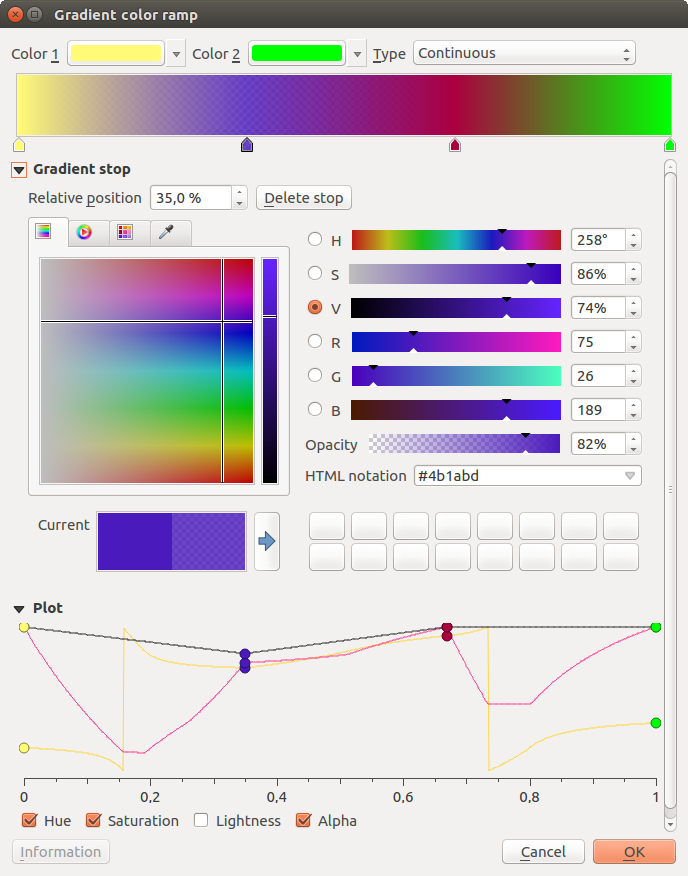 Gradient color ramp
Color 1 Color 2 Type Continuous
Gradient stop
Relative position 35,0 % Delete stop
H 258°
S 86%
V 74%
R 75
G 26
B 189
Opacity 82%
HTML notation #4b1abd
Current
Plot
0 0,2 0,4 0,6 0,8 1
Hue Saturation Lightness Alpha
Information Cancel OK